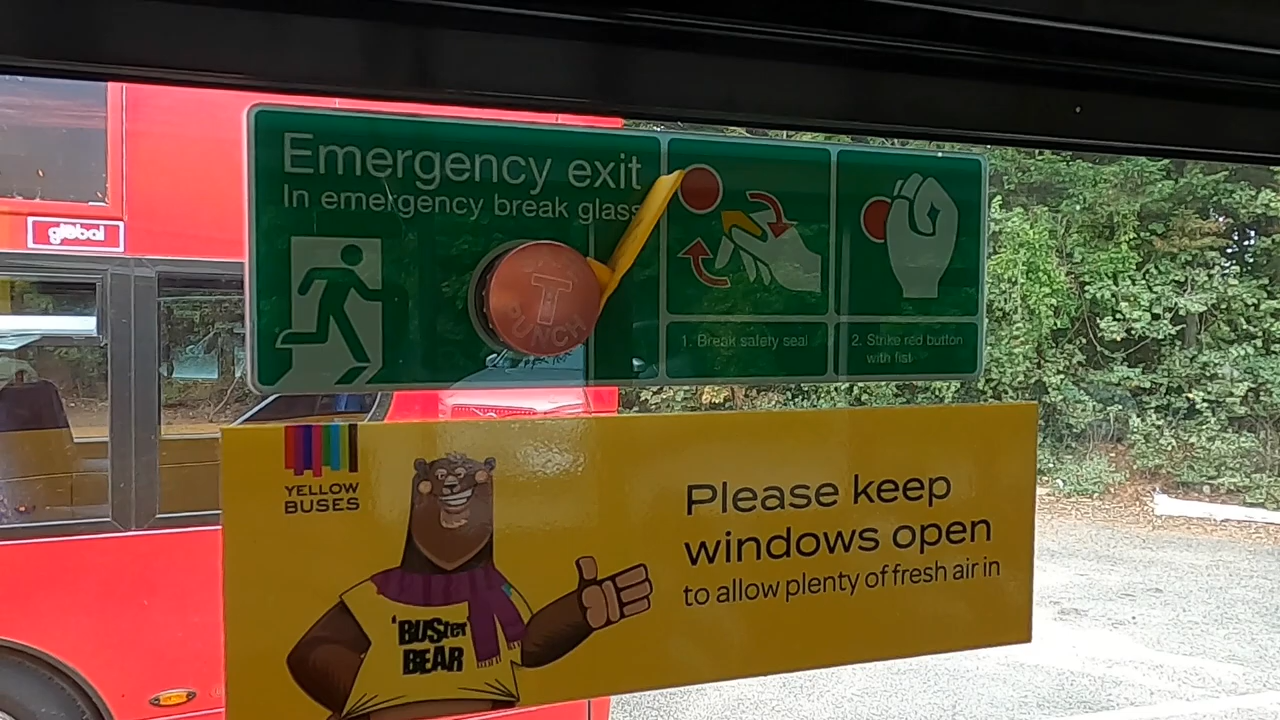 Emergency exit
In emergency break glass
global
T
PUNCH
1. Break safety seal
2. Strike red button
with fist
YELLOW
BUSES
Please keep
windows open
to allow plenty of fresh air in
'BUSter
BEAR